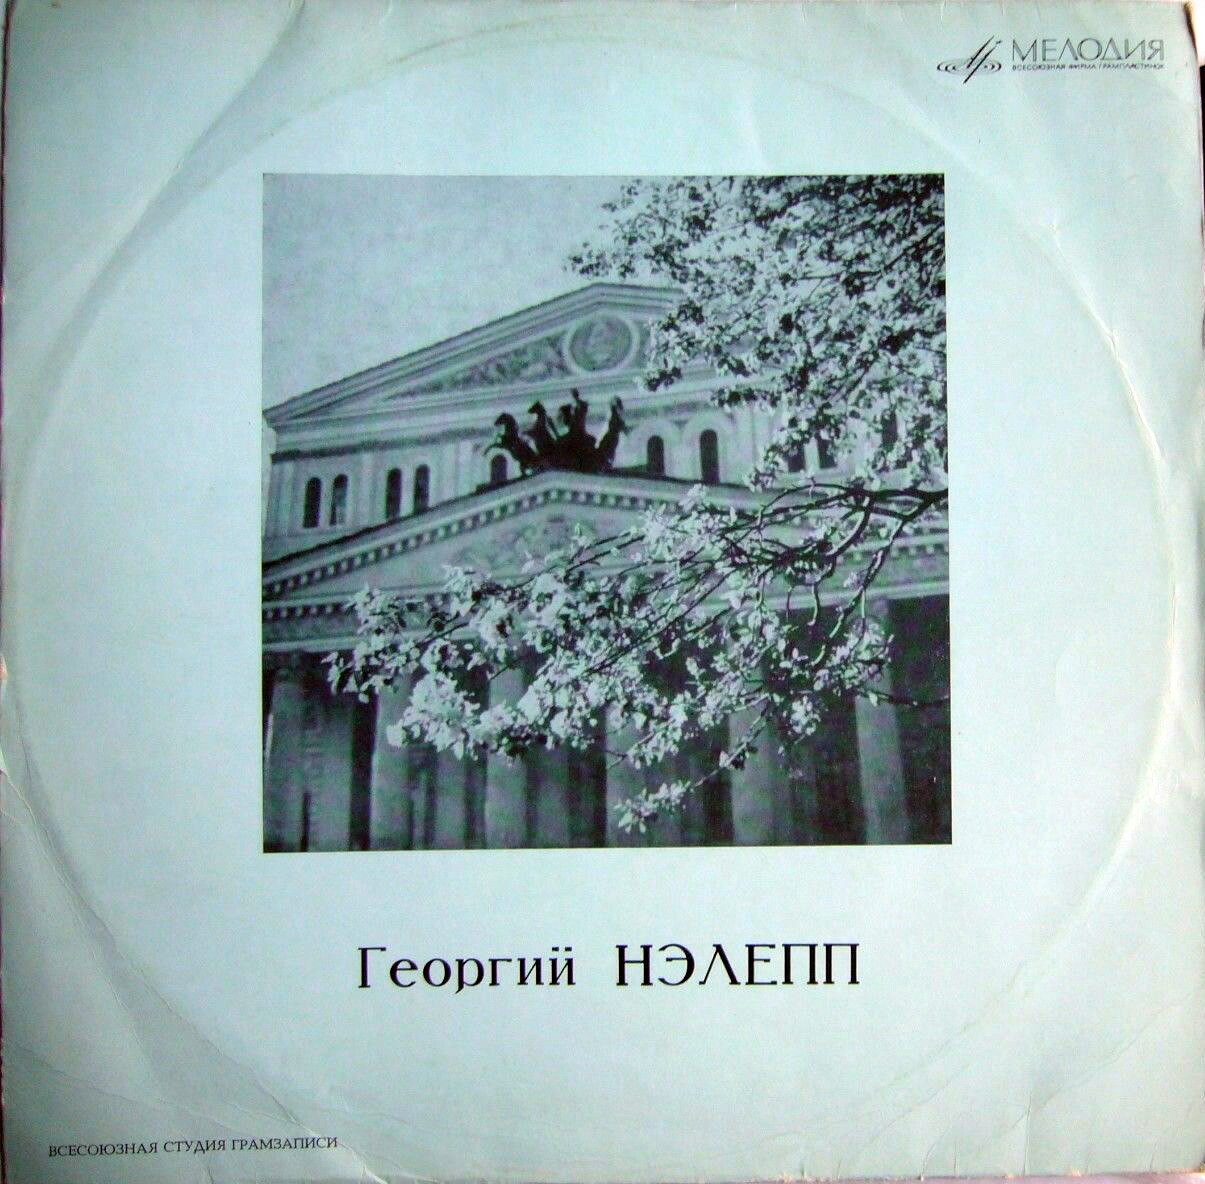 МЕЛОДИЯ
ВСЕСОЮЗНАЯ ФИРМА ГРАМПЛАСТИНОК
Георгий НЭЛЕПП
ВСЕСОЮЗНАЯ СТУДИЯ ГРАМЗАПИСИ